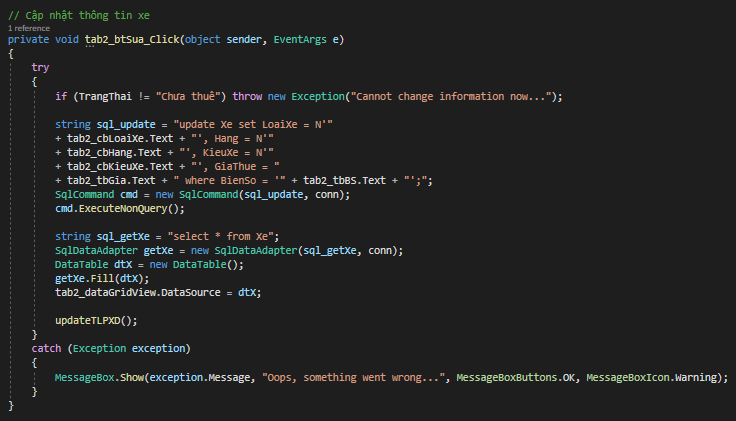 // Cập nhật thông tin xe
1 reference
private void tab2_btSua_Click(object sender, EventArgs e)
{
try
{
if (TrangThai != "Chưa thuê") throw new Exception("Cannot change information now...");
string sql_update = "update Xe set LoaiXe = N'"
+ tab2_cbLoaiXe.Text + "', Hang = N'"
+ tab2_cbHang.Text + "', KieuXe = N'"
+ tab2_cbKieuXe.Text + "', GiaThue = "
+ tab2_tbGia.Text + " where BienSo = '" + tab2_tbBS.Text + "';";
SqlCommand cmd = new SqlCommand(sql_update, conn);
cmd.ExecuteNonQuery();
string sql_getXe = "select * from Xe";
SqlDataAdapter getXe = new SqlDataAdapter(sql_getXe, conn);
DataTable dtX = new DataTable();
getXe.Fill(dtX);
tab2_dataGridView.DataSource = dtX;
updateTLPXD();
}
catch (Exception exception)
{
MessageBox.Show(exception.Message, "Oops, something went wrong...", MessageBoxButtons.OK, MessageBoxIcon.Warning);
}
}